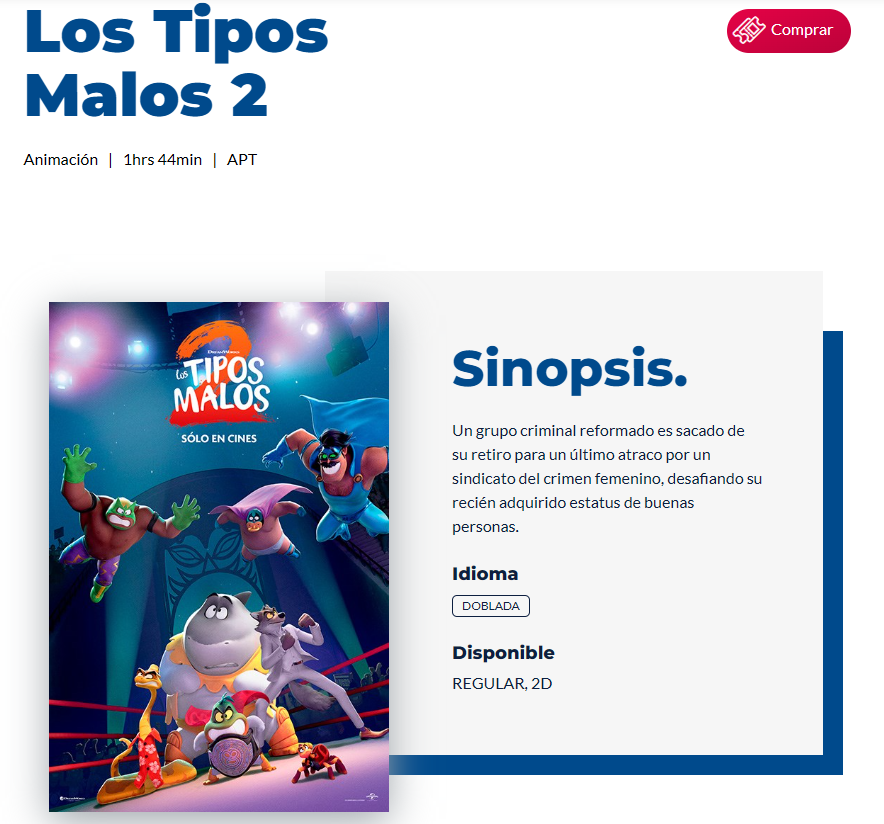 Los Tipos
Malos 2
Comprar
Animación | 1hrs 44min | APT
DREAMWORKS
2
LOS TIPOS
MALOS
SÓLO EN CINES
Sinopsis.
Un grupo criminal reformado es sacado de
su retiro para un último atraco por un
sindicato del crimen femenino, desafiando su
recién adquirido estatus de buenas
personas.
Idioma
DOBLADA
Disponible
REGULAR, 2D